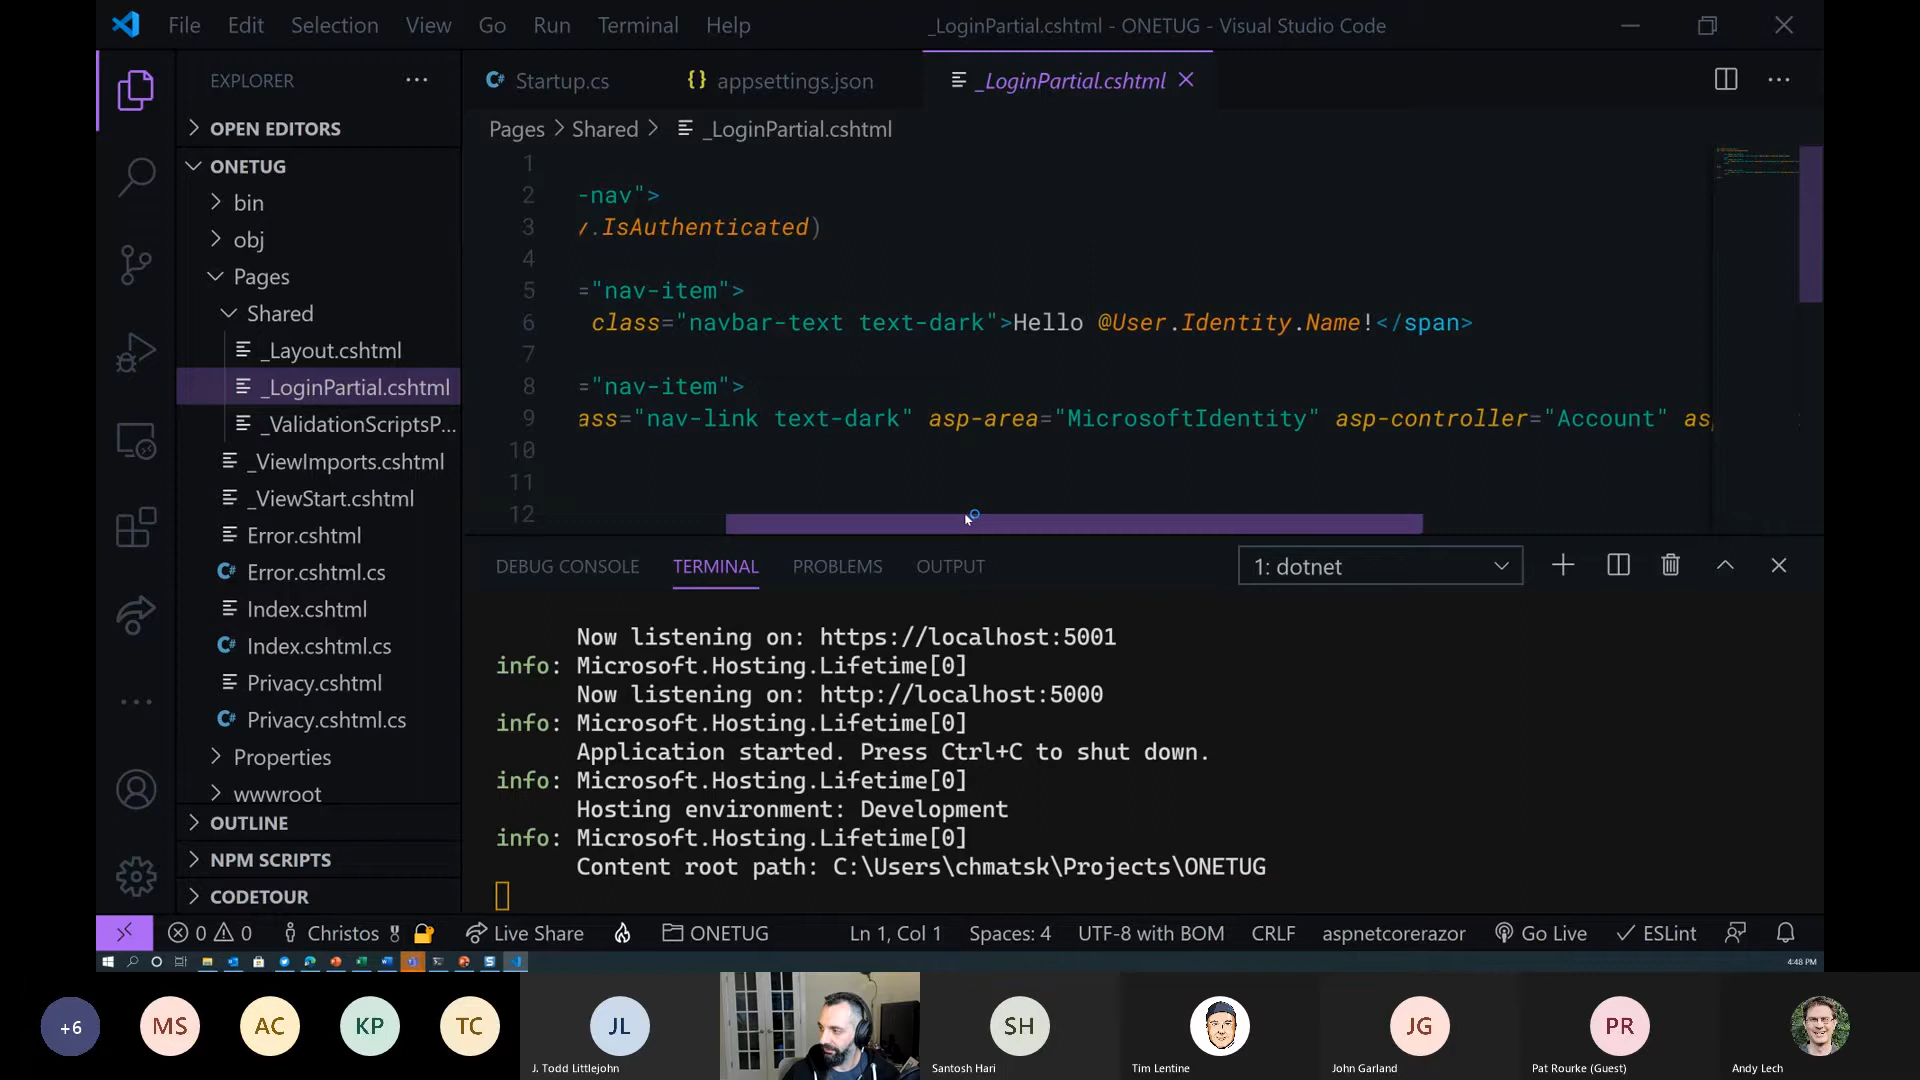 File Edit Selection View Go Run Terminal Help _LoginPartial.cshtml - ONETUG - Visual Studio Code
EXPLORER
OPEN EDITORS
ONETUG
bin
obj
Pages
Shared
_Layout.cshtml
_LoginPartial.cshtml
_ValidationScriptsP...
_ViewImports.cshtml
_ViewStart.cshtml
Error.cshtml
Error.cshtml.cs
Index.cshtml
Index.cshtml.cs
Privacy.cshtml
Privacy.cshtml.cs
Properties
wwwroot
OUTLINE
NPM SCRIPTS
CODETOUR
Startup.cs {} appsettings.json _LoginPartial.cshtml
Pages > Shared > _LoginPartial.cshtml
1
2 -nav">
3 y.IsAuthenticated)
4
5 ="nav-item">
6 class="navbar-text text-dark">Hello @User.Identity.Name!</span>
7
8 ="nav-item">
9 ass="nav-link text-dark" asp-area="MicrosoftIdentity" asp-controller="Account" as
10
11
12
DEBUG CONSOLE TERMINAL PROBLEMS OUTPUT 1: dotnet
Now listening on: https://localhost:5001
info: Microsoft.Hosting.Lifetime[0]
Now listening on: http://localhost:5000
info: Microsoft.Hosting.Lifetime[0]
Application started. Press Ctrl+C to shut down.
info: Microsoft.Hosting.Lifetime[0]
Hosting environment: Development
info: Microsoft.Hosting.Lifetime[0]
Content root path: C:\Users\chmatsk\Projects\ONETUG
0 0 Christos Live Share ONETUG Ln 1, Col 1 Spaces: 4 UTF-8 with BOM CRLF aspnetcorerazor Go Live ESLint
4:48 PM
+6 MS AC KP TC JL SH JG PR
J. Todd Littlejohn Santosh Hari Tim Lentine John Garland Pat Rourke (Guest) Andy Lech